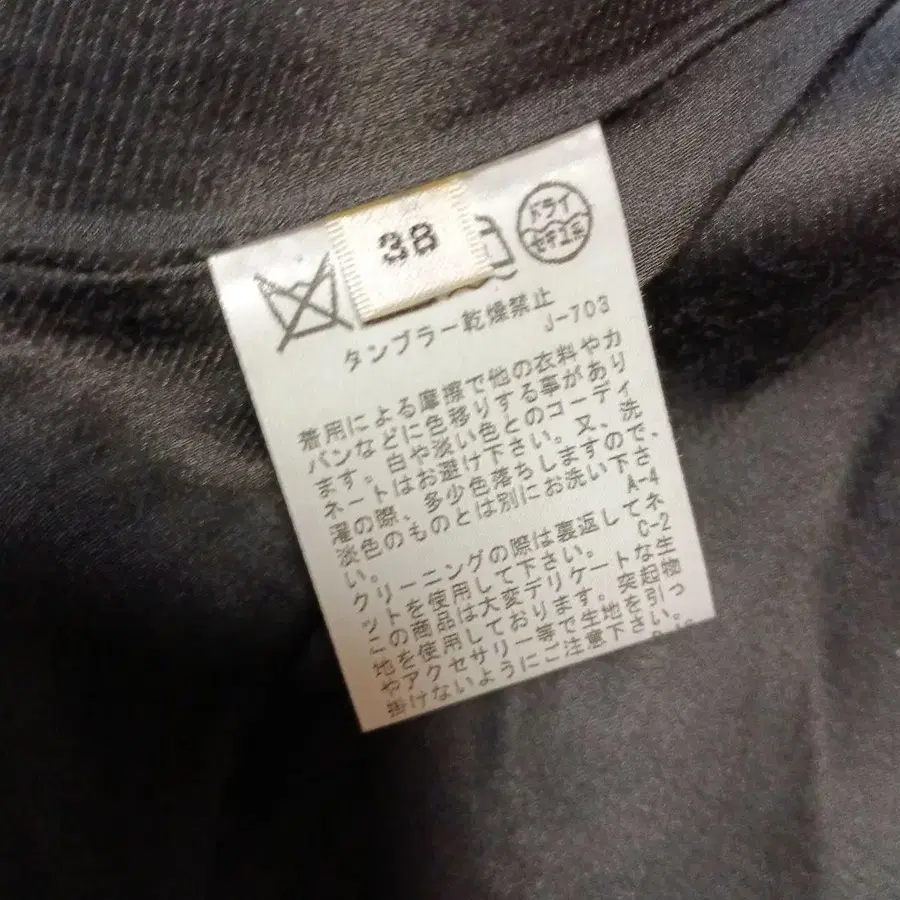 38
ドライ
セキユ系
タンブラー乾燥禁止
J-703
着用による摩擦で他の衣料やカ
バンなどに色移りする事があり
ます。白や淡い色とのコーディ
ネートはお避け下さい。又、洗
濯の際、多少色落ちしますので、
淡色のものとは別にお洗い下さ
い。
A-4
クリーニングの際は裏返してネ
ットを使用して下さい。
C-2
この商品は大変デリケートな生
地を使用しております。突起物
やアクセサリー等で生地を引っ
掛けないようにご注意下さい。